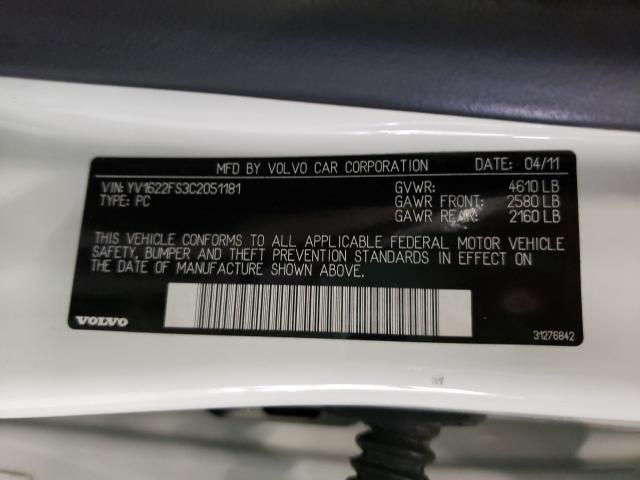 MFD BY VOLVO CAR CORPORATION DATE: 04/11
VIN: YV1622FS3C2051181 GVWR: 4610 LB
TYPE: PC GAWR FRONT: 2580 LB
GAWR REAR: 2160 LB
THIS VEHICLE CONFORMS TO ALL APPLICABLE FEDERAL MOTOR VEHICLE
SAFETY, BUMPER AND THEFT PREVENTION STANDARDS IN EFFECT ON
THE DATE OF MANUFACTURE SHOWN ABOVE.
VOLVO 31276842